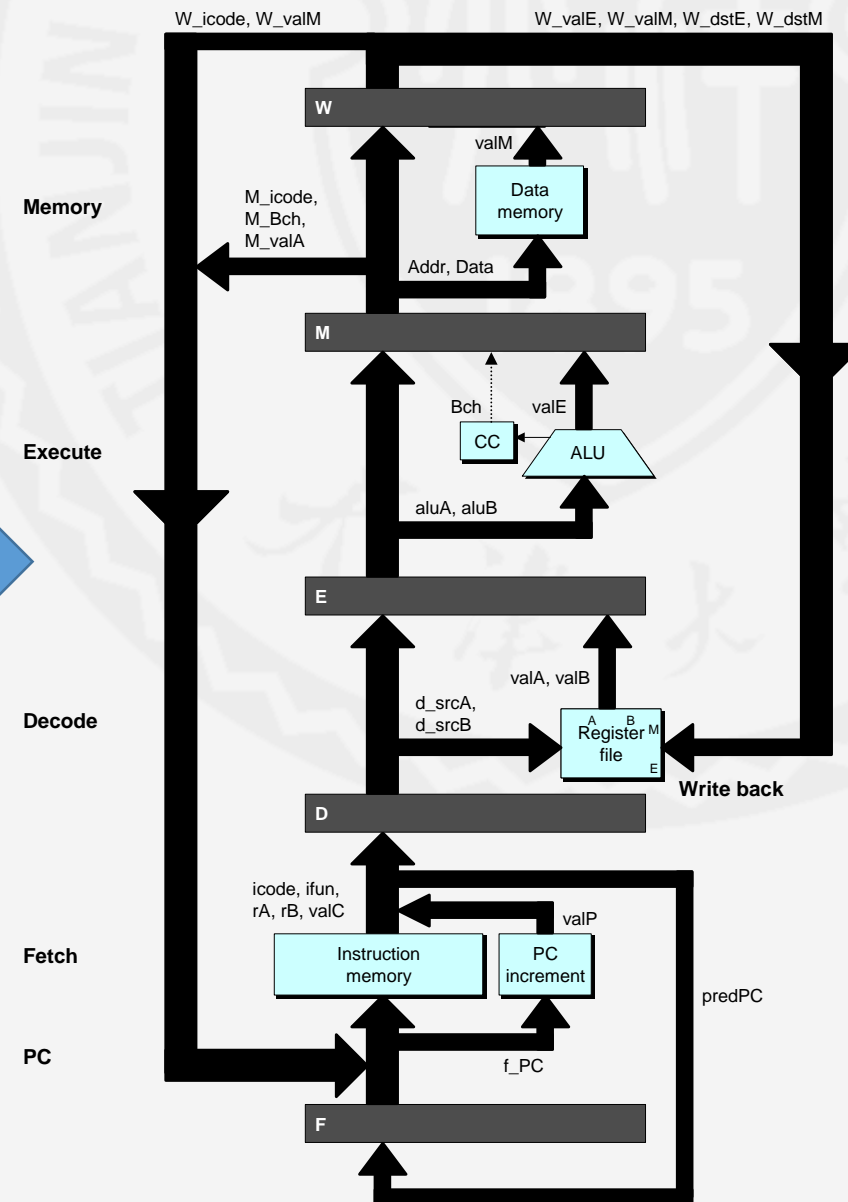 W_icode, W_valM
W_valE, W_valM, W_dstE, W_dstM
W
valM
Memory
Data
memory
M_icode,
M_Bch,
M_valA
Addr, Data
1895
TIANJIN
M
Bch
valE
Execute
CC
ALU
aluA, aluB
E
valA, valB
d_srcA,
d_srcB
Decode
A B
Register M
file
E
Write back
D
icode, ifun,
rA, rB, valC
valP
Fetch
Instruction
memory
PC
increment
predPC
PC
f_PC
F